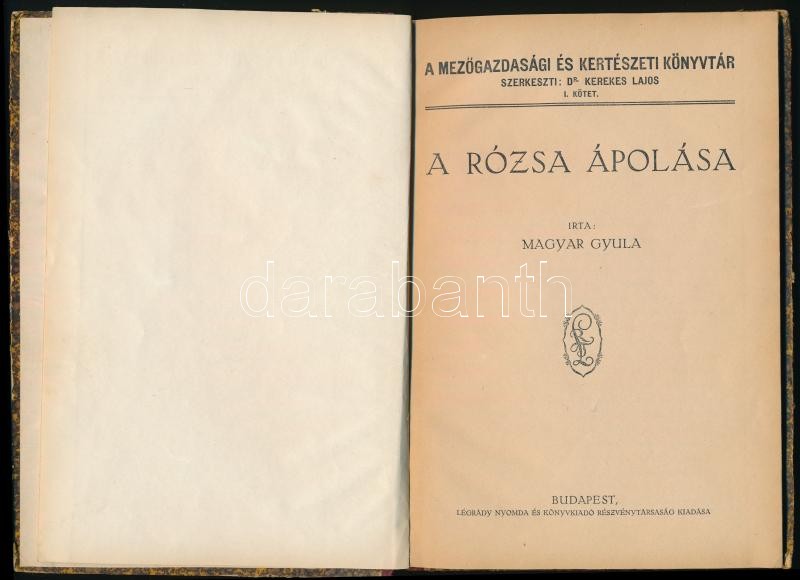 A MEZŐGAZDASÁGI ÉS KERTÉSZETI KÖNYVTÁR
SZERKESZTI: DR. KEREKES LAJOS
I. KÖTET.
A RÓZSA ÁPOLÁSA
IRTA:
MAGYAR GYULA
darabanth
BUDAPEST,
LÉGRÁDY NYOMDA ÉS KÖNYVKIADÓ RÉSZVÉNYTÁRSASÁG KIADÁSA